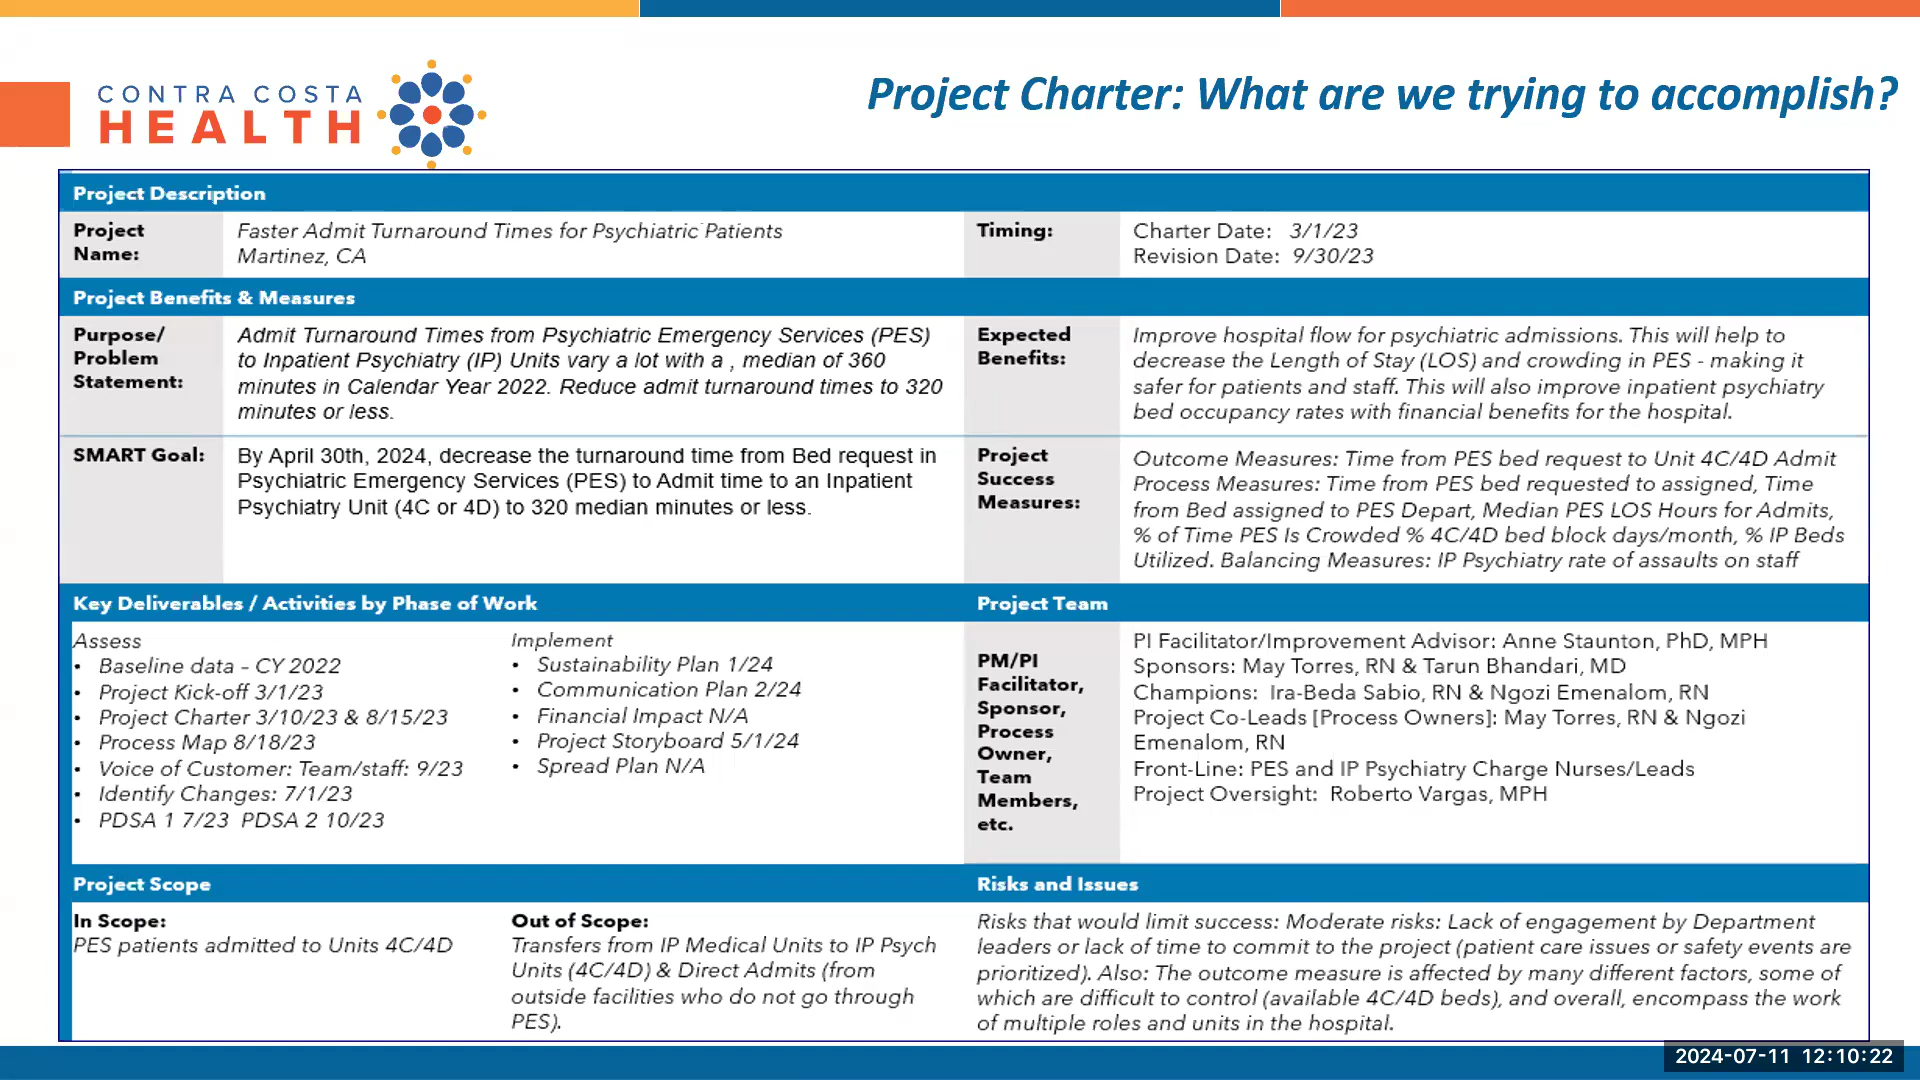 CONTRA COSTA
HEALTH
Project Charter: What are we trying to accomplish?
Project Description
Project
Name:
Faster Admit Turnaround Times for Psychiatric Patients
Martinez, CA
Timing:
Charter Date: 3/1/23
Revision Date: 9/30/23
Project Benefits & Measures
Purpose/
Problem
Statement:
Admit Turnaround Times from Psychiatric Emergency Services (PES)
to Inpatient Psychiatry (IP) Units vary a lot with a , median of 360
minutes in Calendar Year 2022. Reduce admit turnaround times to 320
minutes or less.
Expected
Benefits:
Improve hospital flow for psychiatric admissions. This will help to
decrease the Length of Stay (LOS) and crowding in PES - making it
safer for patients and staff. This will also improve inpatient psychiatry
bed occupancy rates with financial benefits for the hospital.
SMART Goal:
By April 30th, 2024, decrease the turnaround time from Bed request in
Psychiatric Emergency Services (PES) to Admit time to an Inpatient
Psychiatry Unit (4C or 4D) to 320 median minutes or less.
Project
Success
Measures:
Outcome Measures: Time from PES bed request to Unit 4C/4D Admit
Process Measures: Time from PES bed requested to assigned, Time
from Bed assigned to PES Depart, Median PES LOS Hours for Admits,
% of Time PES Is Crowded % 4C/4D bed block days/month, % IP Beds
Utilized. Balancing Measures: IP Psychiatry rate of assaults on staff
Key Deliverables / Activities by Phase of Work
Assess
• Baseline data – CY 2022
• Project Kick-off 3/1/23
• Project Charter 3/10/23 & 8/15/23
• Process Map 8/18/23
• Voice of Customer: Team/staff: 9/23
• Identify Changes: 7/1/23
• PDSA 1 7/23 PDSA 2 10/23
Implement
• Sustainability Plan 1/24
• Communication Plan 2/24
• Financial Impact N/A
• Project Storyboard 5/1/24
• Spread Plan N/A
Project Team
PM/PI
Facilitator,
Sponsor,
Process
Owner,
Team
Members,
etc.
PI Facilitator/Improvement Advisor: Anne Staunton, PhD, MPH
Sponsors: May Torres, RN & Tarun Bhandari, MD
Champions: Ira-Beda Sabio, RN & Ngozi Emenalom, RN
Project Co-Leads [Process Owners]: May Torres, RN & Ngozi
Emenalom, RN
Front-Line: PES and IP Psychiatry Charge Nurses/Leads
Project Oversight: Roberto Vargas, MPH
Project Scope
In Scope:
PES patients admitted to Units 4C/4D
Out of Scope:
Transfers from IP Medical Units to IP Psych
Units (4C/4D) & Direct Admits (from
outside facilities who do not go through
PES).
Risks and Issues
Risks that would limit success: Moderate risks: Lack of engagement by Department
leaders or lack of time to commit to the project (patient care issues or safety events are
prioritized). Also: The outcome measure is affected by many different factors, some of
which are difficult to control (available 4C/4D beds), and overall, encompass the work
of multiple roles and units in the hospital.
2024-07-11 12:10:22